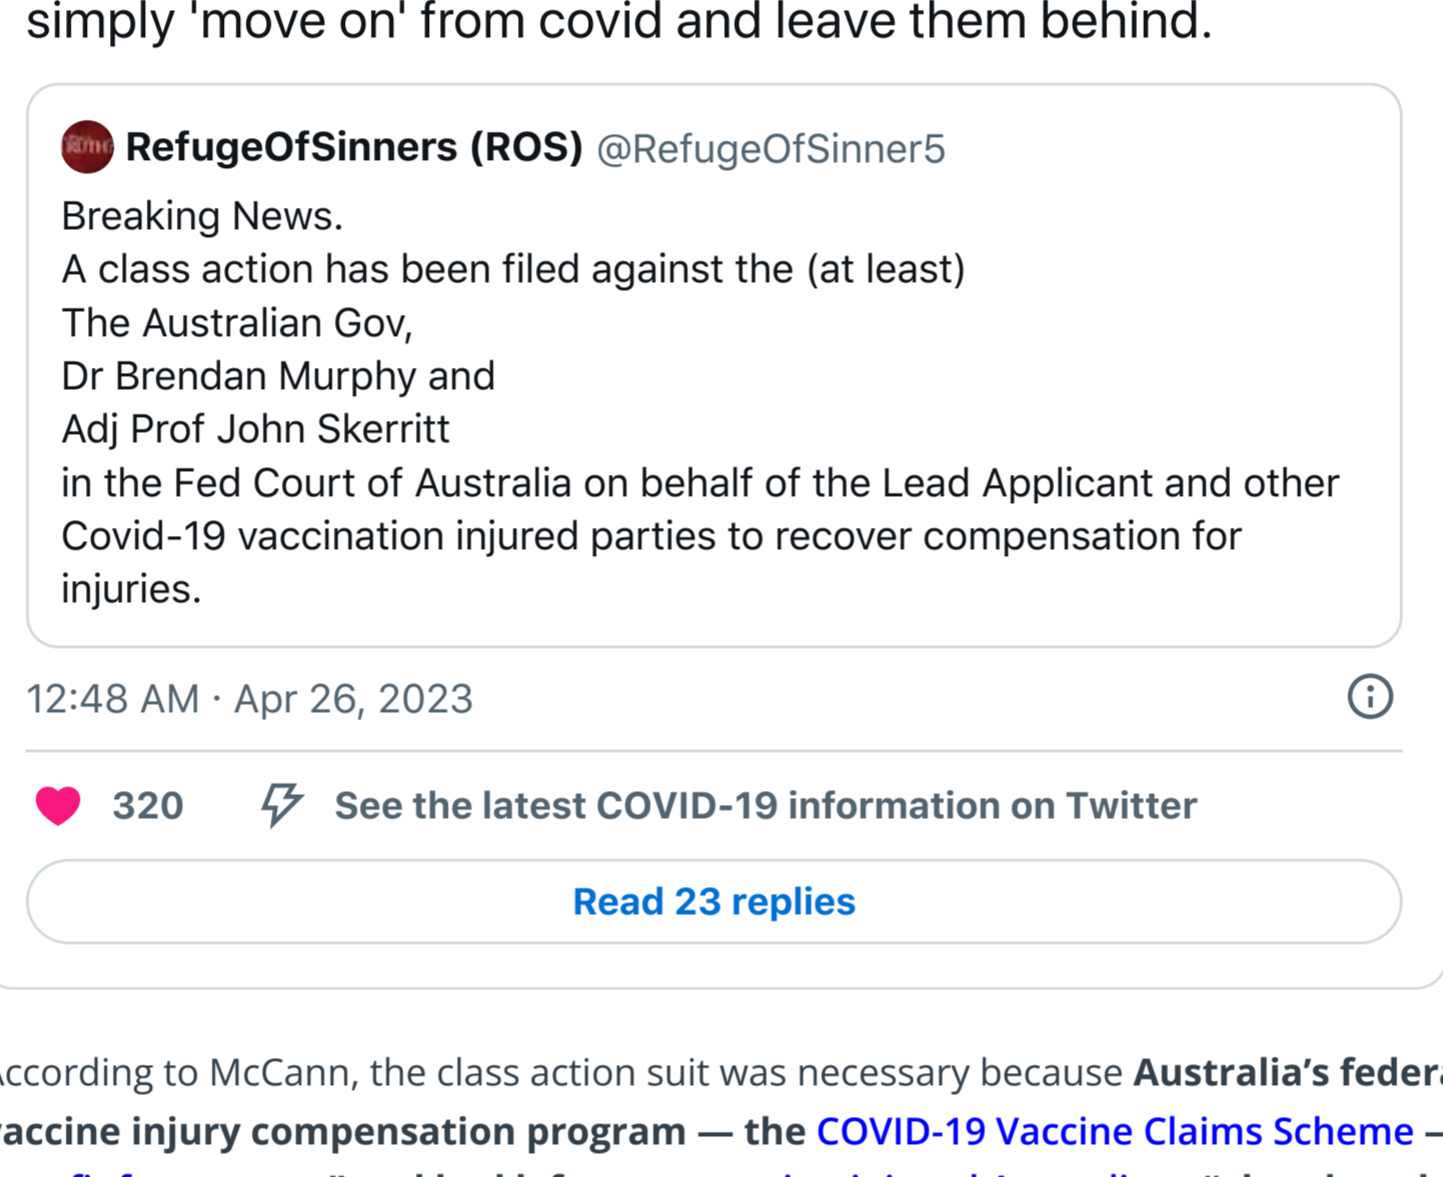 simply 'move on' from covid and leave them behind.
RefugeOfSinners (ROS) @RefugeOfSinner5
Breaking News.
A class action has been filed against the (at least)
The Australian Gov,
Dr Brendan Murphy and
Adj Prof John Skerritt
in the Fed Court of Australia on behalf of the Lead Applicant and other
Covid-19 vaccination injured parties to recover compensation for
injuries.
12:48 AM · Apr 26, 2023
320 See the latest COVID-19 information on Twitter
Read 23 replies
According to McCann, the class action suit was necessary because Australia’s federa
vaccine injury compensation program — the COVID-19 Vaccine Claims Scheme –